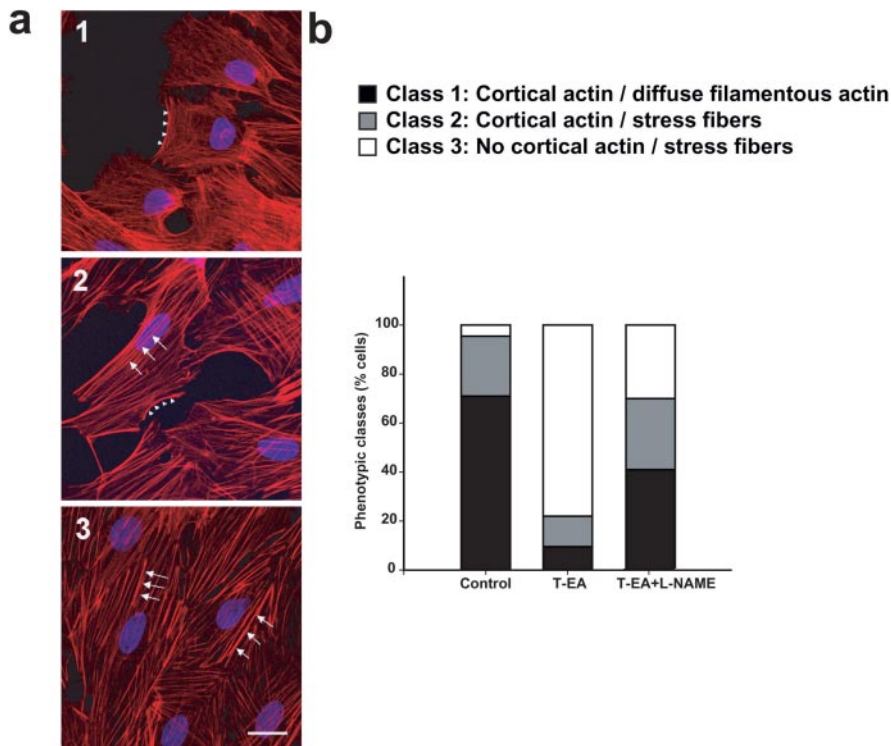 a
1
2
3
b
Class 1: Cortical actin / diffuse filamentous actin
Class 2: Cortical actin / stress fibers
Class 3: No cortical actin / stress fibers
Phenotypic classes (% cells)
100
80
60
40
20
0
Control T-EA T-EA+L-NAME